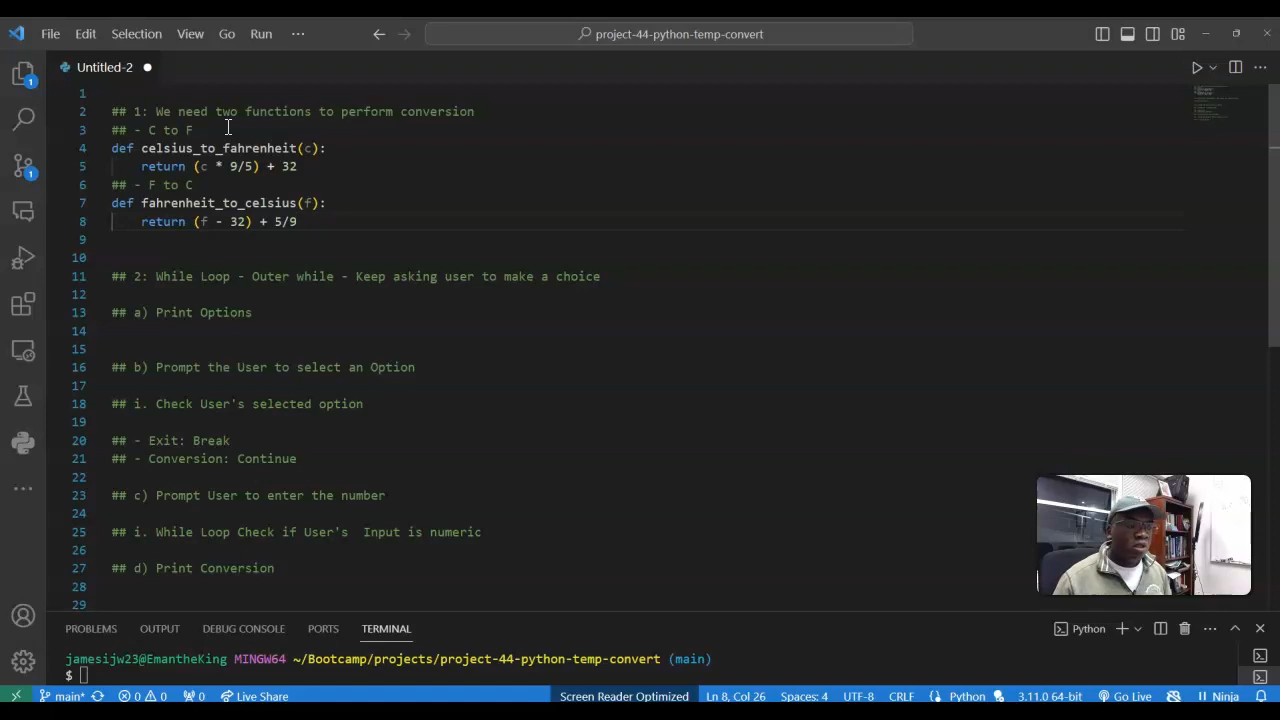 File Edit Selection View Go Run ··· project-44-python-temp-convert
Untitled-2
1
2 ## 1: We need two functions to perform conversion
3 ## - C to F
4 def celsius_to_fahrenheit(c):
5 return (c * 9/5) + 32
6 ## - F to C
7 def fahrenheit_to_celsius(f):
8 return (f - 32) + 5/9
9
10
11 ## 2: While Loop - Outer while - Keep asking user to make a choice
12
13 ## a) Print Options
14
15
16 ## b) Prompt the User to select an Option
17
18 ## i. Check User's selected option
19
20 ## - Exit: Break
21 ## - Conversion: Continue
22
23 ## c) Prompt User to enter the number
24
25 ## i. While Loop Check if User's  Input is numeric
26
27 ## d) Print Conversion
28
29
1
1
PROBLEMS OUTPUT DEBUG CONSOLE PORTS TERMINAL Python
jamesijw23@EmantheKing MINGW64 ~/Bootcamp/projects/project-44-python-temp-convert (main)
$
main* 0 0 0 Live Share Screen Reader Optimized Ln 8, Col 26 Spaces: 4 UTF-8 CRLF Python 3.11.0 64-bit Go Live Ninja